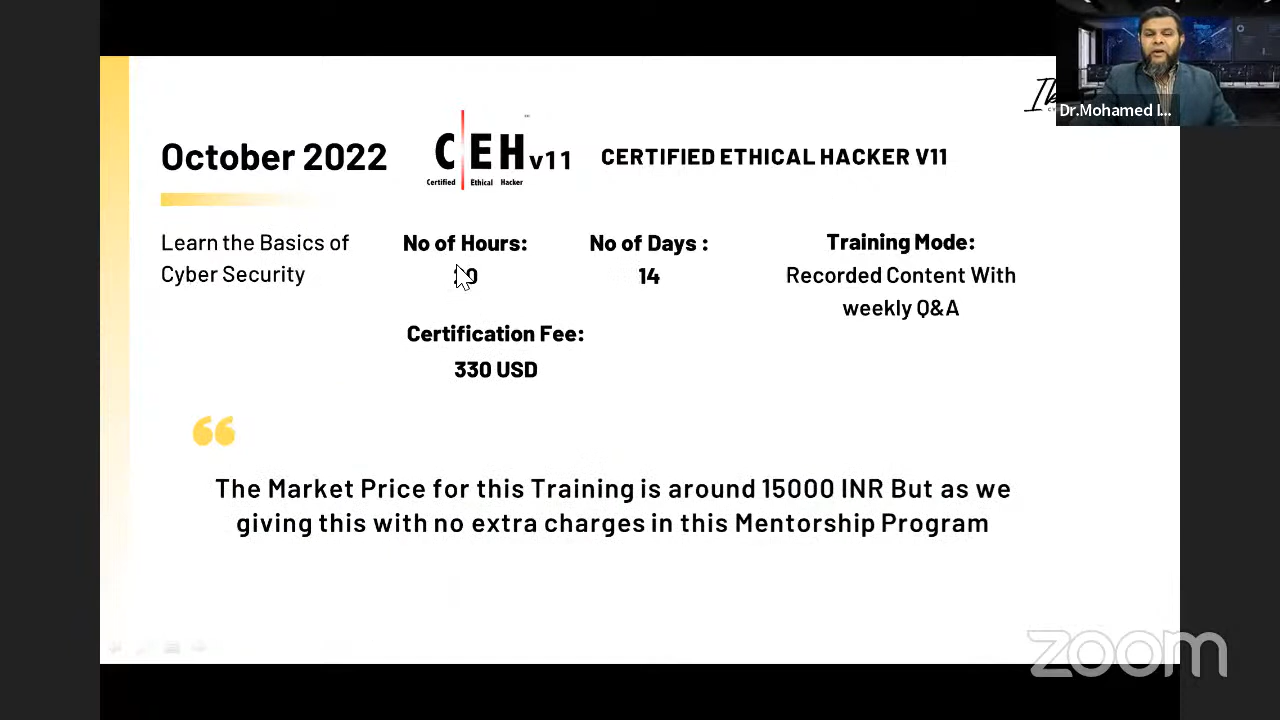 Dr.Mohamed I...
October 2022
CEH v11
Certified Ethical Hacker
CERTIFIED ETHICAL HACKER V11
Learn the Basics of
Cyber Security
No of Hours:
No of Days :
14
Training Mode:
Recorded Content With
weekly Q&A
Certification Fee:
330 USD
The Market Price for this Training is around 15000 INR But as we
giving this with no extra charges in this Mentorship Program
zoom